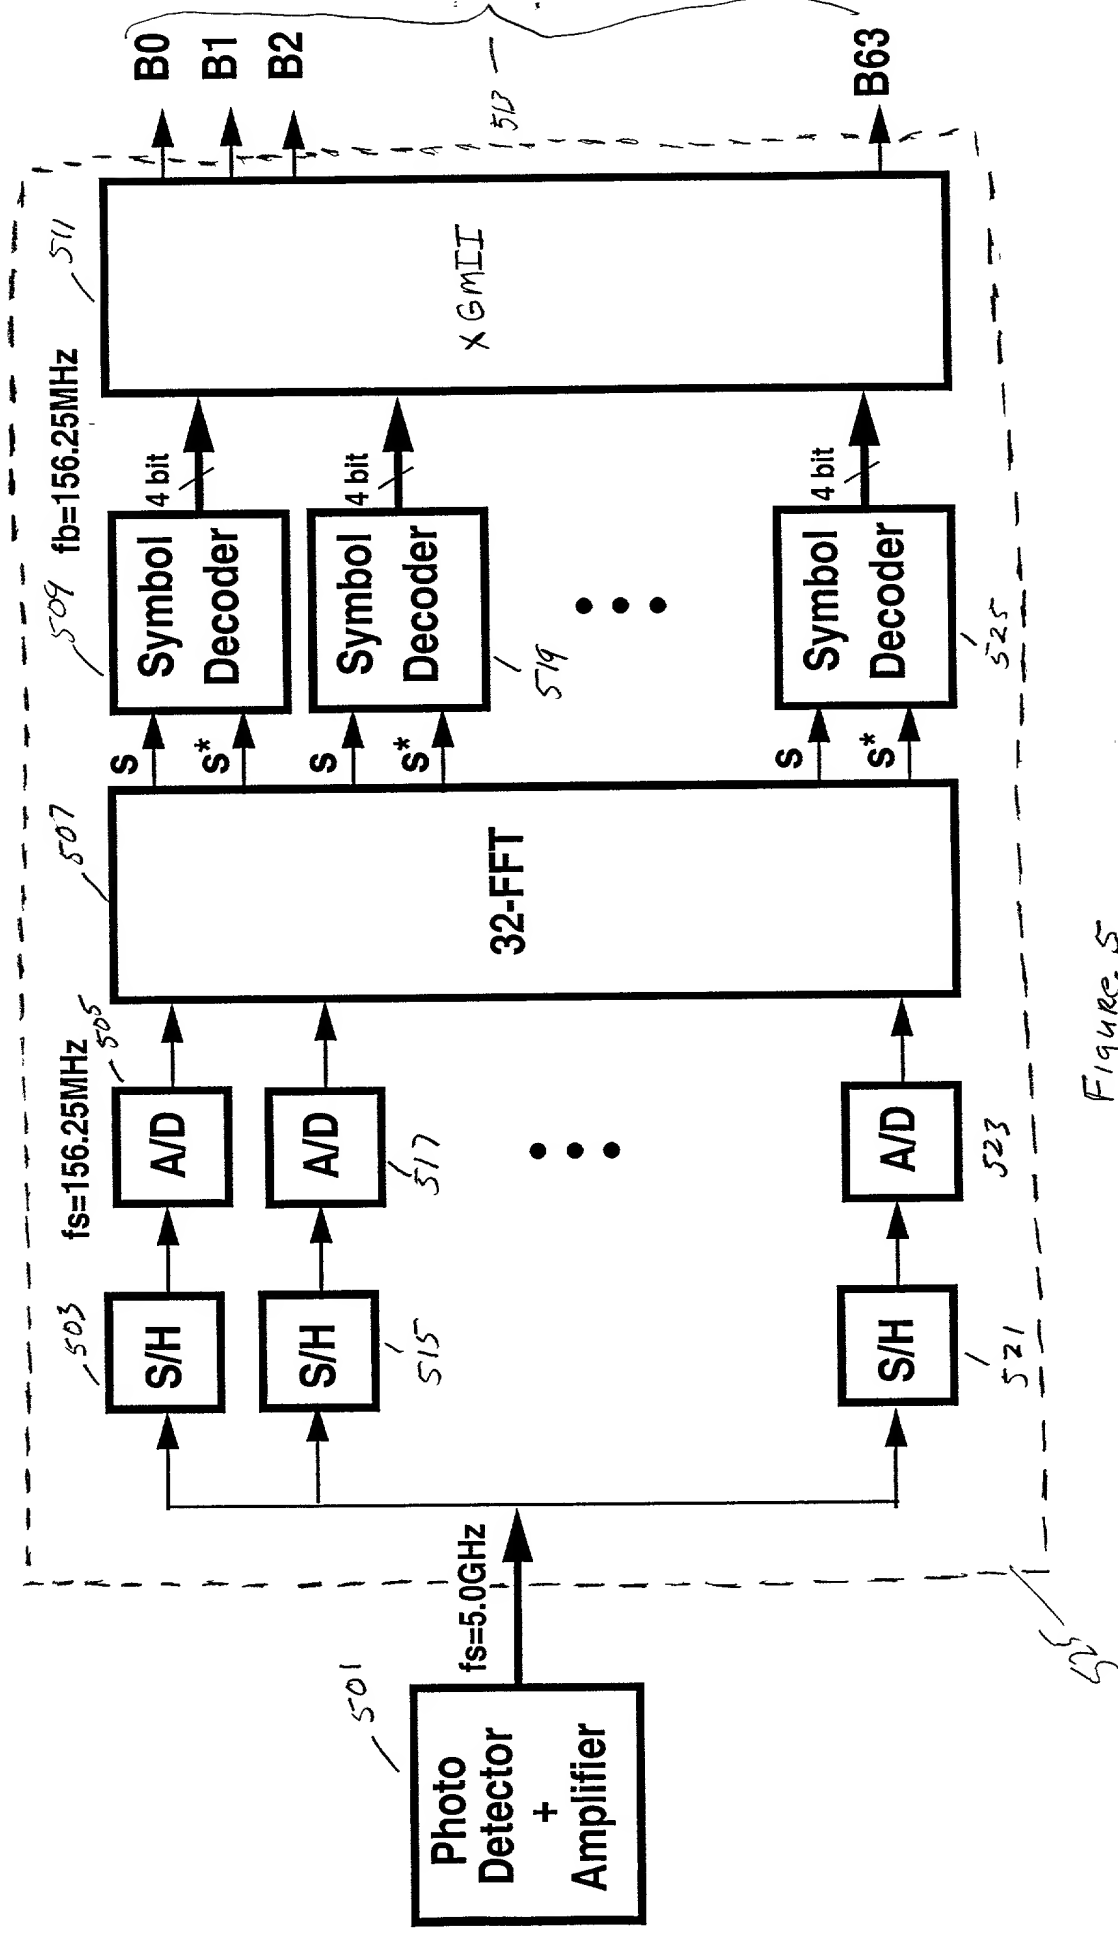 501
Photo
Detector
+
Amplifier
fs=5.0GHz
503
S/H
fs=156.25MHz
505
A/D
S/H
515
A/D
517
S/H
521
A/D
523
507
32-FFT
s
s*
s
s*
s
s*
509
Symbol
Decoder
fb=156.25MHz
4 bit
Symbol
Decoder
519
4 bit
Symbol
Decoder
525
4 bit
511
XGMII
513
B0
B1
B2
B63
525
Figure. 5